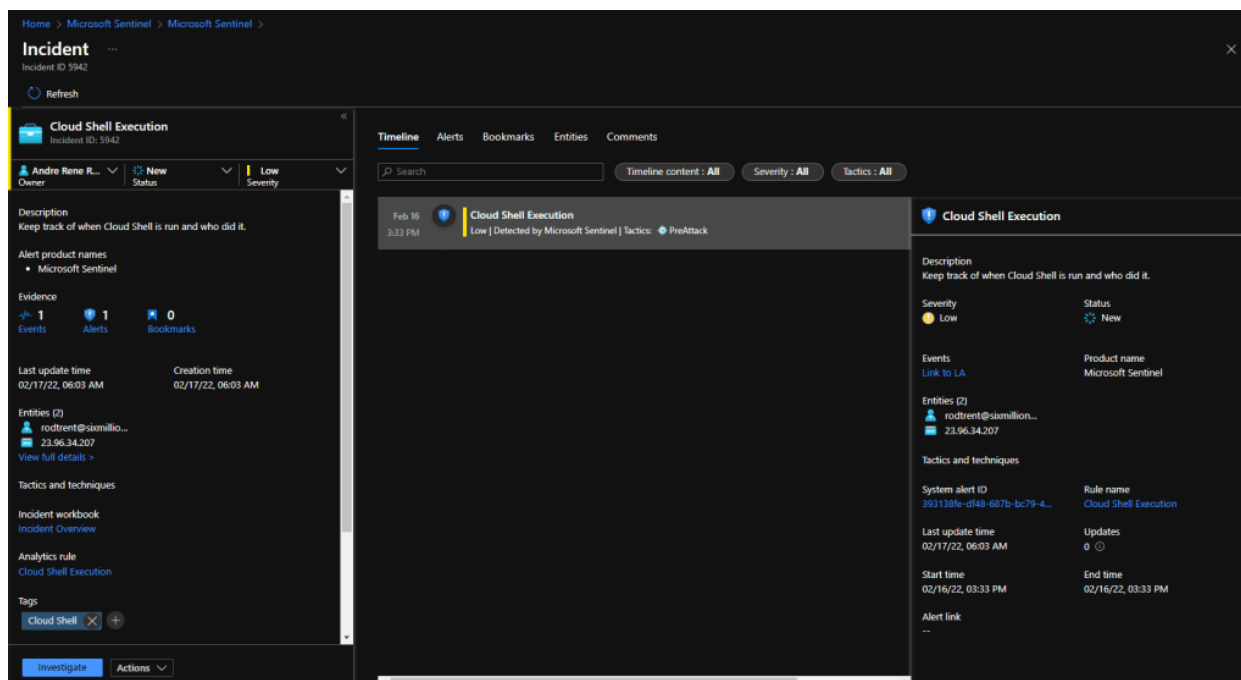 Home > Microsoft Sentinel > Microsoft Sentinel >
Incident ...
Incident ID 5942
Refresh
Cloud Shell Execution
Incident ID: 5942
Andre Rene R...
Owner
New
Status
Low
Severity
Description
Keep track of when Cloud Shell is run and who did it.
Alert product names
• Microsoft Sentinel
Evidence
1 Events
1 Alerts
0 Bookmarks
Last update time
02/17/22, 06:03 AM
Creation time
02/17/22, 06:03 AM
Entities (2)
rodtrent@sixmillio...
23.96.34.207
View full details >
Tactics and techniques
Incident workbook
Incident Overview
Analytics rule
Cloud Shell Execution
Tags
Cloud Shell
Investigate
Actions
Timeline Alerts Bookmarks Entities Comments
Search
Timeline content : All
Severity : All
Tactics : All
Feb 16
3:33 PM
Cloud Shell Execution
Low | Detected by Microsoft Sentinel | Tactics: PreAttack
Cloud Shell Execution
Description
Keep track of when Cloud Shell is run and who did it.
Severity
Low
Status
New
Events
Link to LA
Product name
Microsoft Sentinel
Entities (2)
rodtrent@sixmillion...
23.96.34.207
Tactics and techniques
System alert ID
393138fe-df48-687b-bc79-4...
Rule name
Cloud Shell Execution
Last update time
02/17/22, 06:03 AM
Updates
0
Start time
02/16/22, 03:33 PM
End time
02/16/22, 03:33 PM
Alert link
--